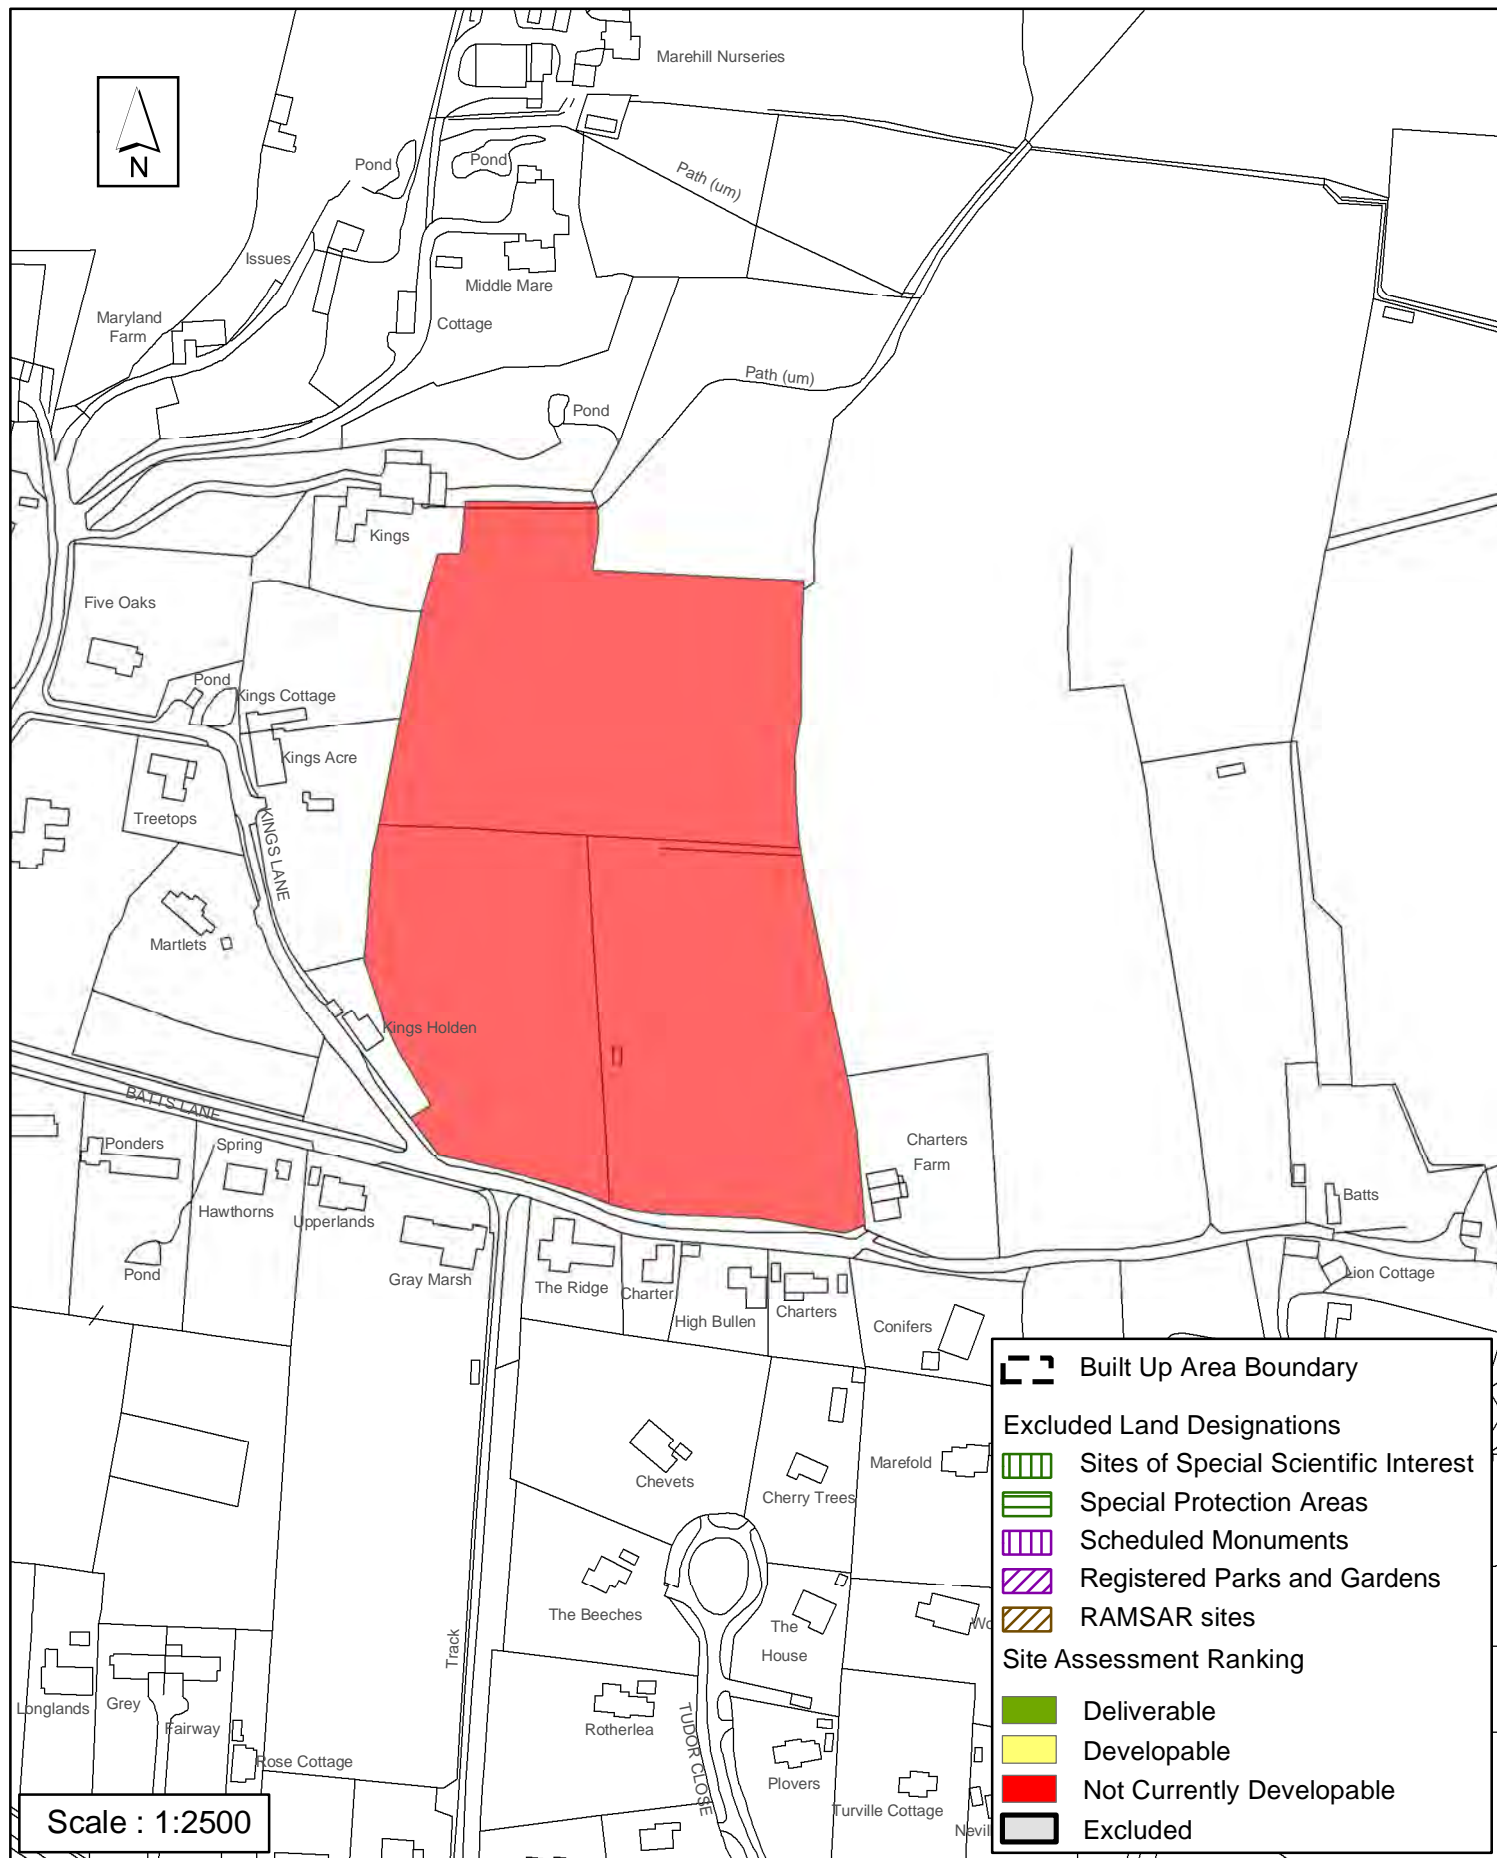 Marehill Nurseries
N
Pond
Pond
Path (um)
Issues
Middle Mare
Maryland
Farm
Cottage
Path (um)
Pond
Kings
Five Oaks
Pond
Kings Cottage
Kings Acre
Treetops
KINGS LANE
Martlets
Kings Holden
BATTS LANE
Ponders
Spring
Charters
Farm
Hawthorns
Upperlands
Batts
Pond
Gray Marsh
The Ridge
Charter
High Bullen
Charters
Conifers
Lion Cottage
Chevets
Cherry Trees
Marefold
The Beeches
The
House
Wo
Track
Longlands
Grey
Fairway
Rotherlea
TUDOR CLOSE
Rose Cottage
Plovers
Turville Cottage
Nevil
Scale : 1:2500
Built Up Area Boundary
Excluded Land Designations
Sites of Special Scientific Interest
Special Protection Areas
Scheduled Monuments
Registered Parks and Gardens
RAMSAR sites
Site Assessment Ranking
Deliverable
Developable
Not Currently Developable
Excluded